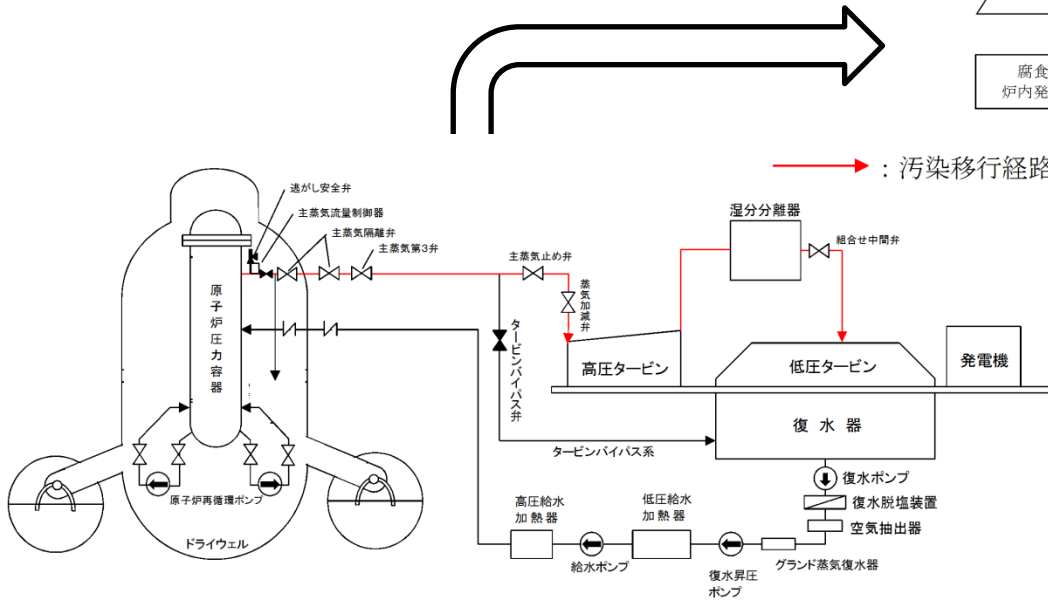 腐食
炉内発
：汚染移行経路
逃がし安全弁
主蒸気流量制御器
主蒸気隔離弁
主蒸気第3弁
主蒸気止め弁
蒸気加減弁
湿分分離器
組合せ中間弁
原子炉圧力容器
タービンバイパス弁
高圧タービン
低圧タービン
発電機
復水器
タービンバイパス系
原子炉再循環ポンプ
ドライウェル
復水ポンプ
復水脱塩装置
空気抽出器
グランド蒸気復水器
復水昇圧
ポンプ
低圧給水
加熱器
給水ポンプ
高圧給水
加熱器